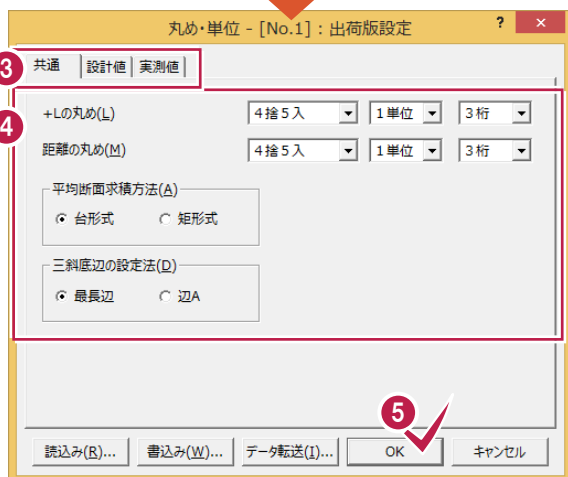 丸め・単位 - [No.1] : 出荷版設定 ? ×
3 共通 設計値 実測値
4
+Lの丸め(L) 4捨5入 1単位 3桁
距離の丸め(M) 4捨5入 1単位 3桁
平均断面求積方法(A)
台形式 矩形式
三斜底辺の設定法(D)
最長辺 辺A
5
読込み(R)... 書込み(W)... データ転送(I)... OK キャンセル